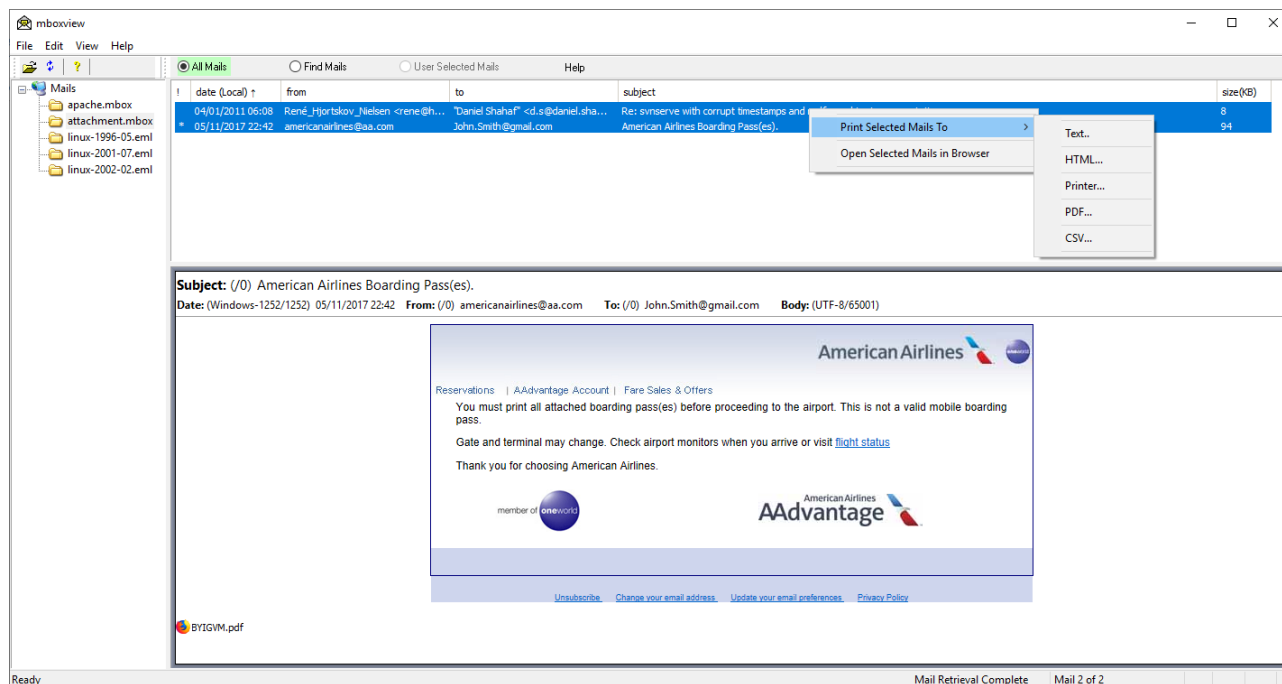 mboxview
File Edit View Help
All Mails Find Mails User Selected Mails Help
Mails
apache.mbox
attachment.mbox
linux-1996-05.eml
linux-2001-07.eml
linux-2002-02.eml
! date (Local) ↑ from to subject size(KB)
04/01/2011 06:08 René_Hjortskov_Nielsen <rene@h... "Daniel Shahaf" <d.s@daniel.sha... Re: svnserve with corrupt timestamps and 8
* 05/11/2017 22:42 americanairlines@aa.com John.Smith@gmail.com American Airlines Boarding Pass(es). 94
Print Selected Mails To
Open Selected Mails in Browser
Text..
HTML...
Printer...
PDF...
CSV...
Subject: (/0) American Airlines Boarding Pass(es).
Date: (Windows-1252/1252) 05/11/2017 22:42 From: (/0) americanairlines@aa.com To: (/0) John.Smith@gmail.com Body: (UTF-8/65001)
American Airlines oneworld
Reservations | AAdvantage Account | Fare Sales & Offers
You must print all attached boarding pass(es) before proceeding to the airport. This is not a valid mobile boarding
pass.
Gate and terminal may change. Check airport monitors when you arrive or visit flight status
Thank you for choosing American Airlines.
member of oneworld
American Airlines
AAdvantage
Unsubscribe Change your email address Update your email preferences Privacy Policy
BYIGVM.pdf
Ready Mail Retrieval Complete Mail 2 of 2